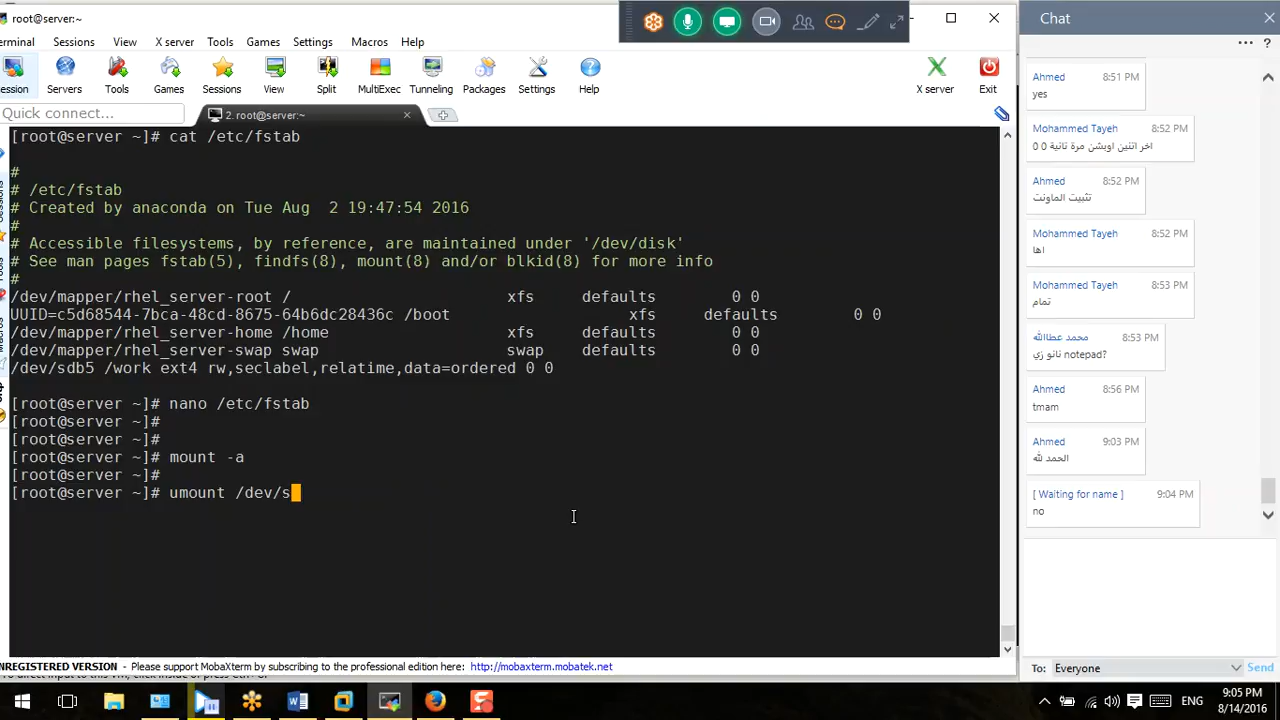 root@server:~
Terminal Sessions View X server Tools Games Settings Macros Help
Session Servers Tools Games Sessions View Split MultiExec Tunneling Packages Settings Help X server Exit
Quick connect...
2. root@server:~
[root@server ~]# cat /etc/fstab
#
# /etc/fstab
# Created by anaconda on Tue Aug  2 19:47:54 2016
#
# Accessible filesystems, by reference, are maintained under '/dev/disk'
# See man pages fstab(5), findfs(8), mount(8) and/or blkid(8) for more info
#
/dev/mapper/rhel_server-root / xfs defaults 0 0
UUID=c5d68544-7bca-48cd-8675-64b6dc28436c /boot xfs defaults 0 0
/dev/mapper/rhel_server-home /home xfs defaults 0 0
/dev/mapper/rhel_server-swap swap swap defaults 0 0
/dev/sdb5 /work ext4 rw,seclabel,relatime,data=ordered 0 0
[root@server ~]# nano /etc/fstab
[root@server ~]#
[root@server ~]#
[root@server ~]# mount -a
[root@server ~]#
[root@server ~]# umount /dev/s
UNREGISTERED VERSION - Please support MobaXterm by subscribing to the professional edition here: http://mobaxterm.mobatek.net
Chat
?
Ahmed 8:51 PM
yes
Mohammed Tayeh 8:52 PM
اخر اتنين اوبشن مرة تانية 0 0
Ahmed 8:52 PM
تثبيت الماونت
Mohammed Tayeh 8:53 PM
اها
Mohammed Tayeh 8:52 PM
تمام
محمد عطاالله 8:53 PM
نانو زي notepad?
Ahmed 8:56 PM
tmam
Ahmed 9:03 PM
الحمد لله
[ Waiting for name ] 9:04 PM
no
To: Everyone Send
ENG
9:05 PM
8/14/2016